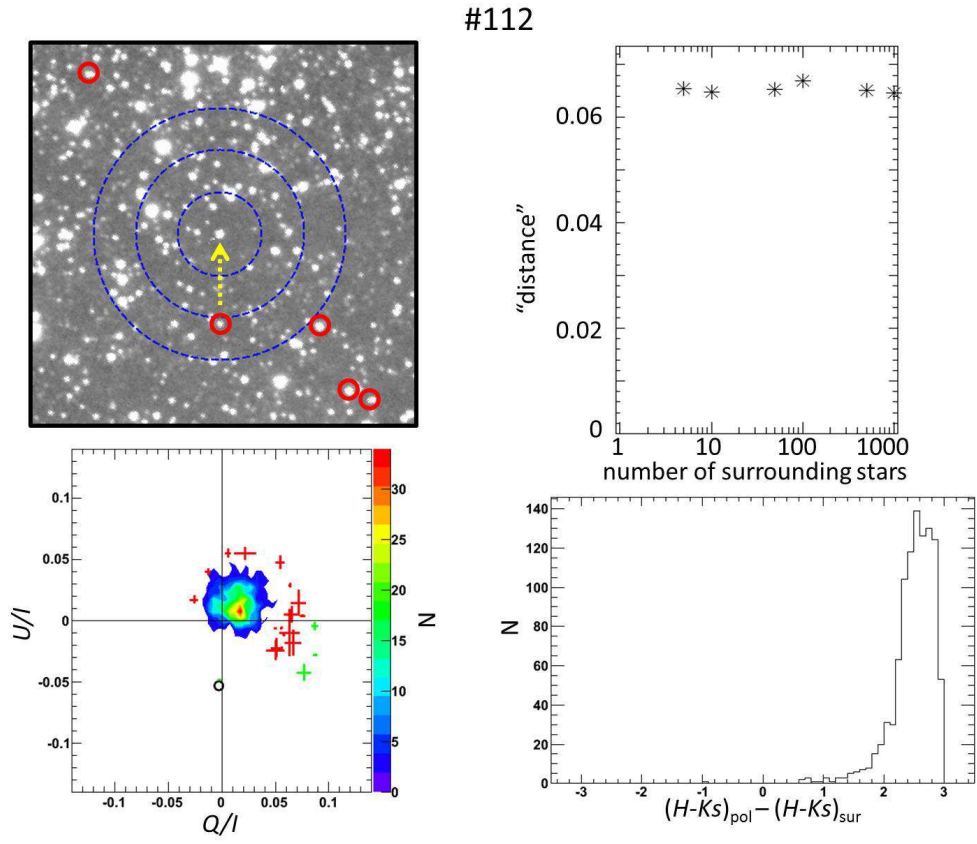 #112
0.06
0.04
0.02
0
"distance"
1 10 100 1000
number of surrounding stars
0.1
0.05
0
-0.05
-0.1
U/I
-0.1 -0.05 0 0.05 0.1
Q/I
30
25
20
15
10
5
0
N
140
120
100
80
60
40
20
0
N
-3 -2 -1 0 1 2 3
(H-Ks)pol – (H-Ks)sur